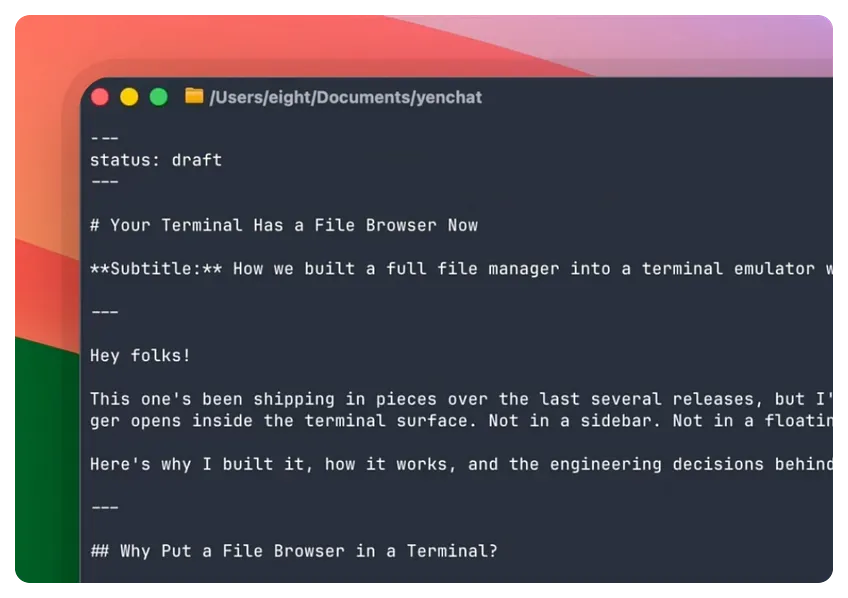 /Users/eight/Documents/yenchat
---
status: draft
---
# Your Terminal Has a File Browser Now
**Subtitle:** How we built a full file manager into a terminal emulator
---
Hey folks!
This one's been shipping in pieces over the last several releases, but I'
ger opens inside the terminal surface. Not in a sidebar. Not in a
Here's why I built it, how it works, and the engineering decisions behind
---
## Why Put a File Browser in a Terminal?